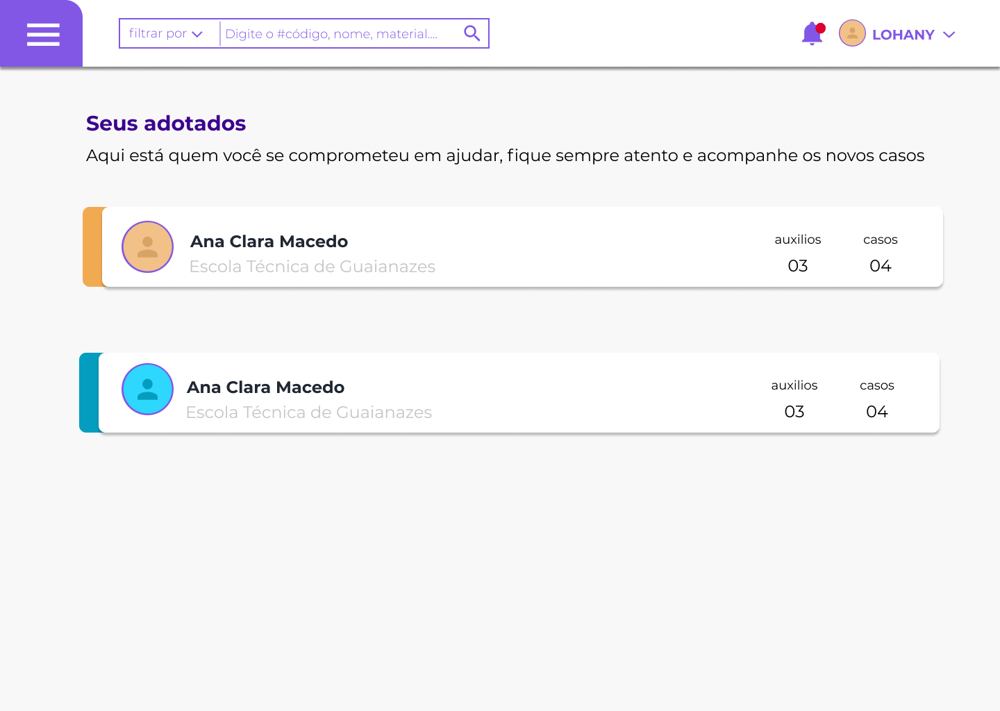 filtrar por Digite o #código, nome, material.... LOHANY
Seus adotados
Aqui está quem você se comprometeu em ajudar, fique sempre atento e acompanhe os novos casos
Ana Clara Macedo auxilios casos
Escola Técnica de Guaianazes 03 04
Ana Clara Macedo auxilios casos
Escola Técnica de Guaianazes 03 04